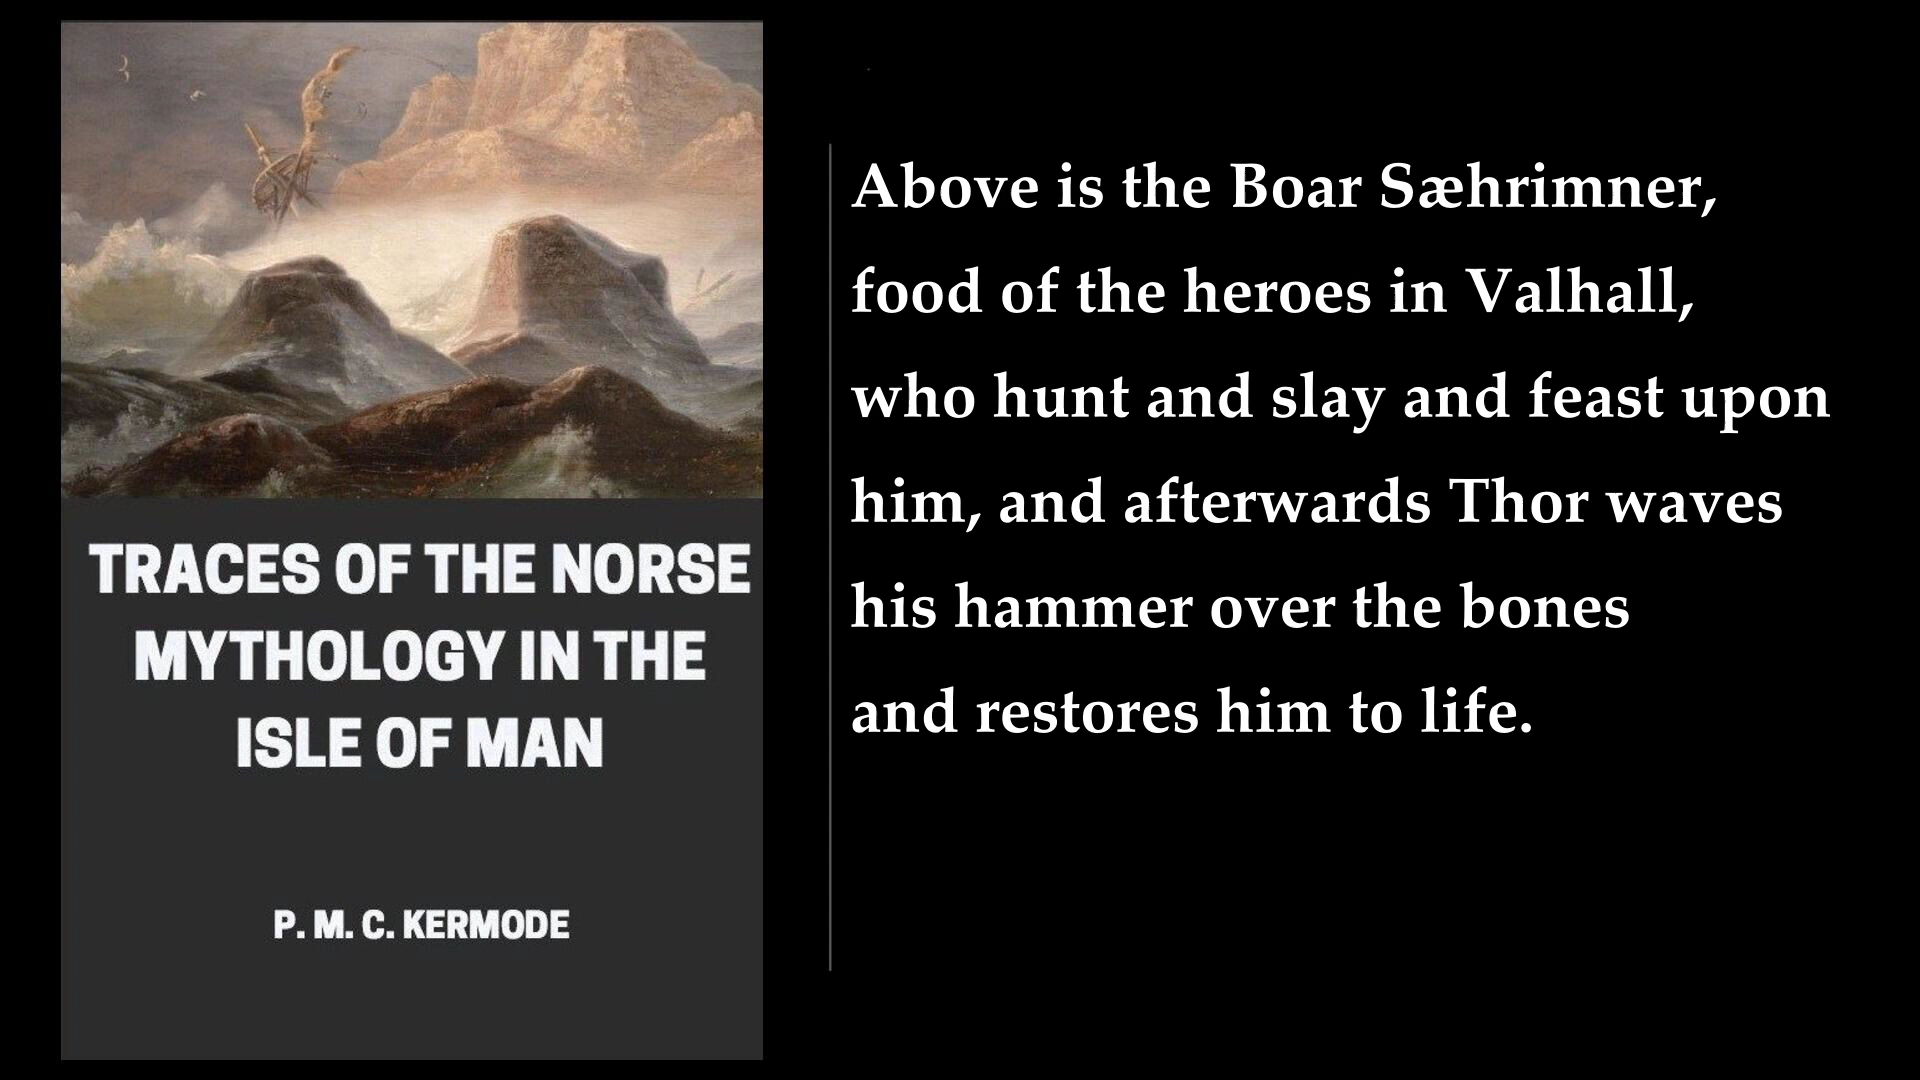 TRACES OF THE NORSE
MYTHOLOGY IN THE
ISLE OF MAN
P. M. C. KERMODE
Above is the Boar Sæhrimner,
food of the heroes in Valhall,
who hunt and slay and feast upon
him, and afterwards Thor waves
his hammer over the bones
and restores him to life.